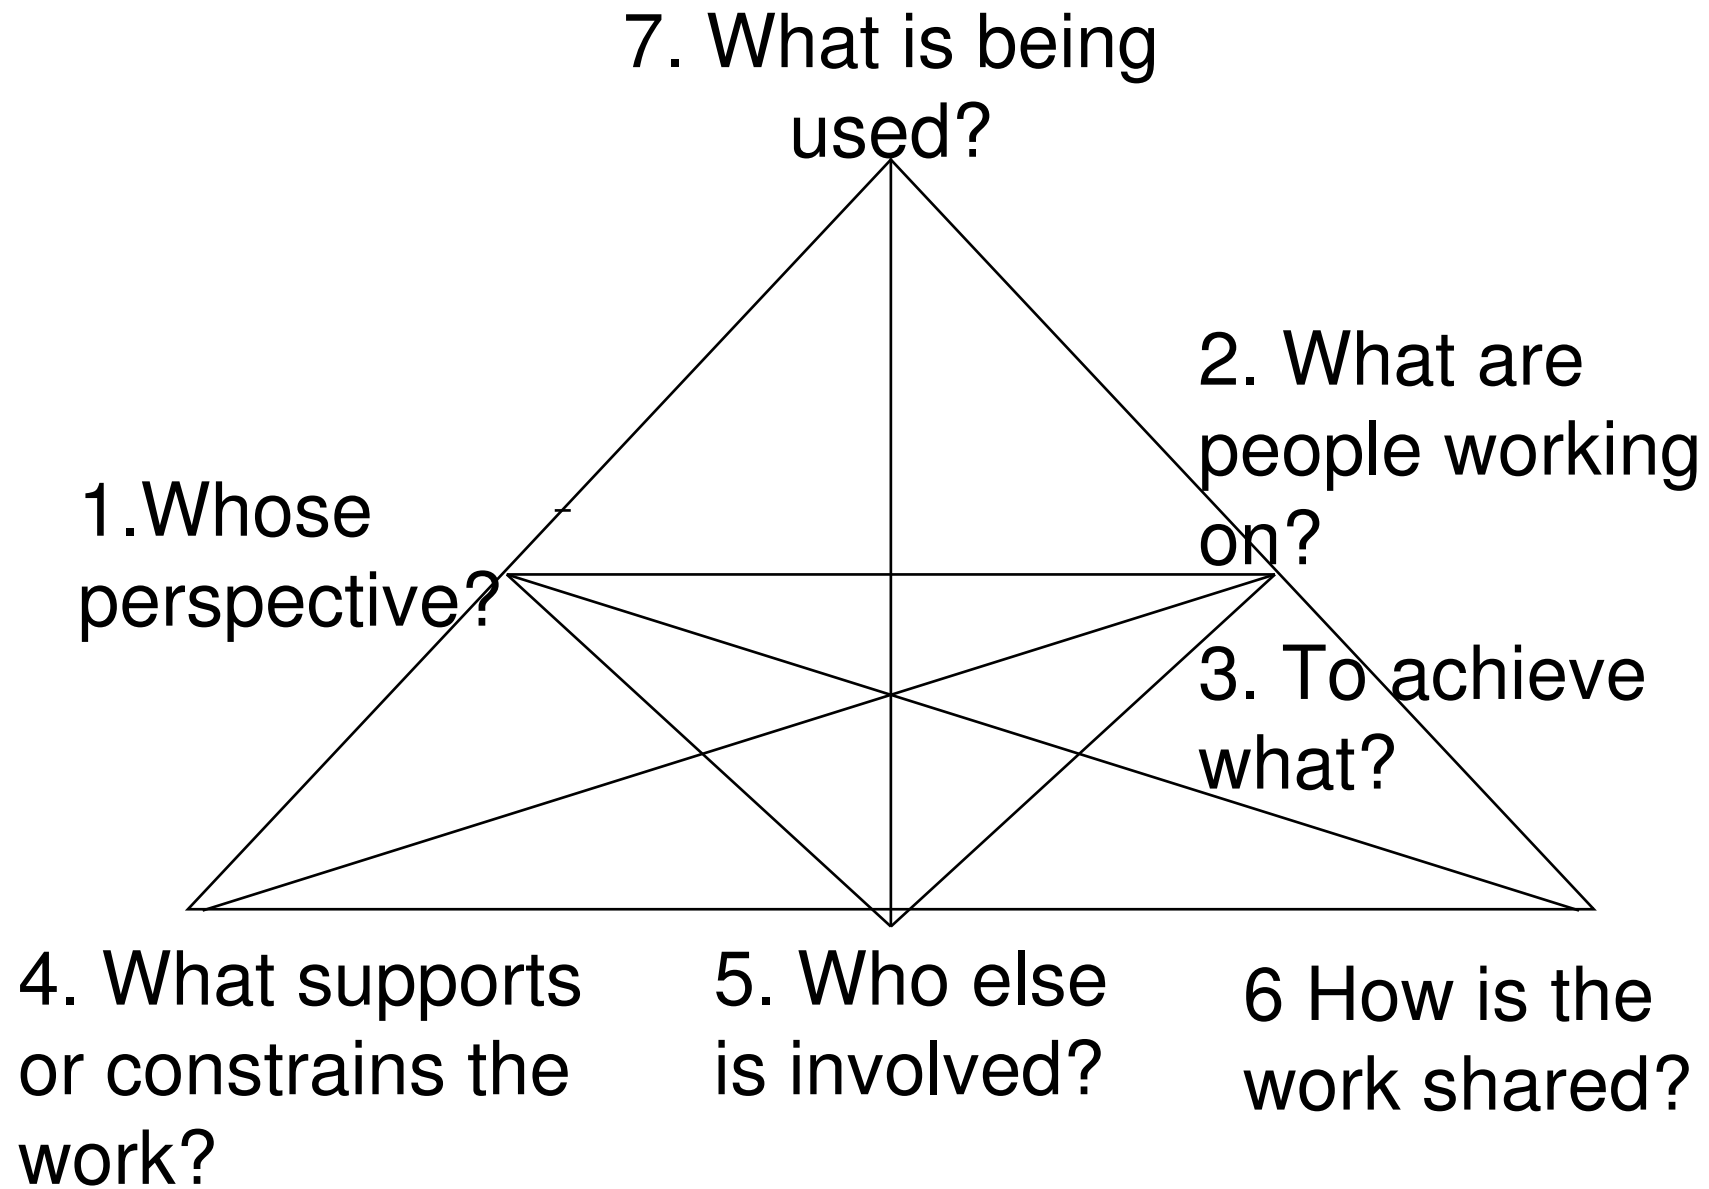 7. What is being
used?
2. What are
people working
on?
1.Whose
perspective?
3. To achieve
what?
4. What supports
or constrains the
work?
5. Who else
is involved?
6 How is the
work shared?